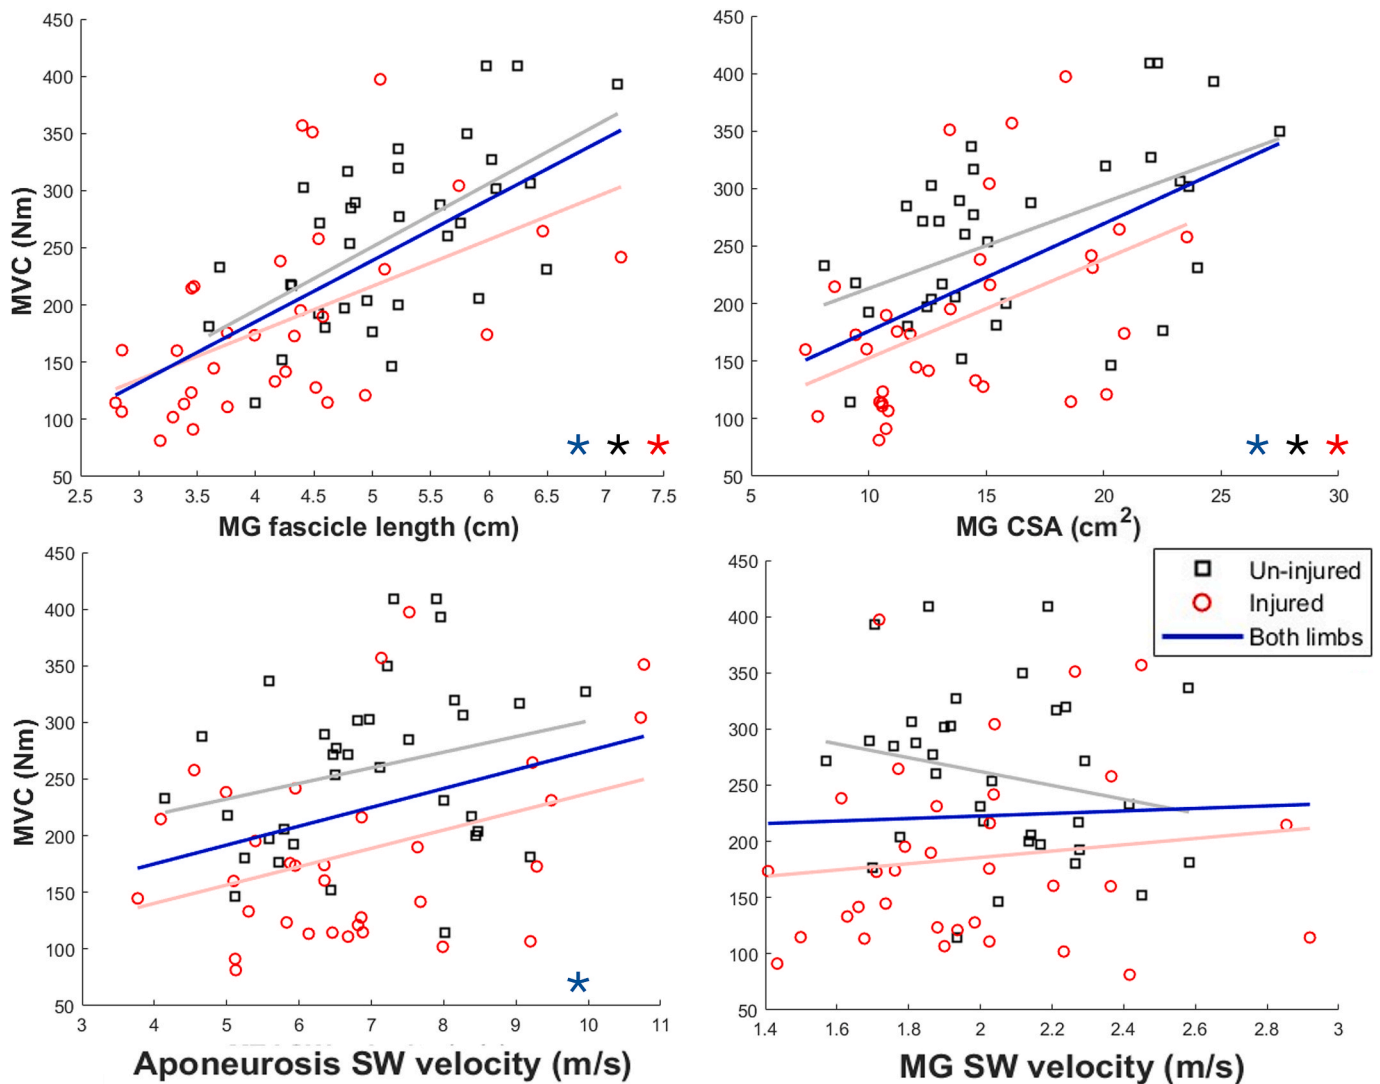 450
400
350
300
250
200
150
100
50
MVC (Nm)
2.5 3 3.5 4 4.5 5 5.5 6 6.5 7 7.5
MG fascicle length (cm)
450
400
350
300
250
200
150
100
50
5 10 15 20 25 30
MG CSA (cm²)
450
400
350
300
250
200
150
100
50
MVC (Nm)
3 4 5 6 7 8 9 10 11
Aponeurosis SW velocity (m/s)
450
400
350
300
250
200
150
100
50
1.4 1.6 1.8 2 2.2 2.4 2.6 2.8 3
MG SW velocity (m/s)
Un-injured
Injured
Both limbs